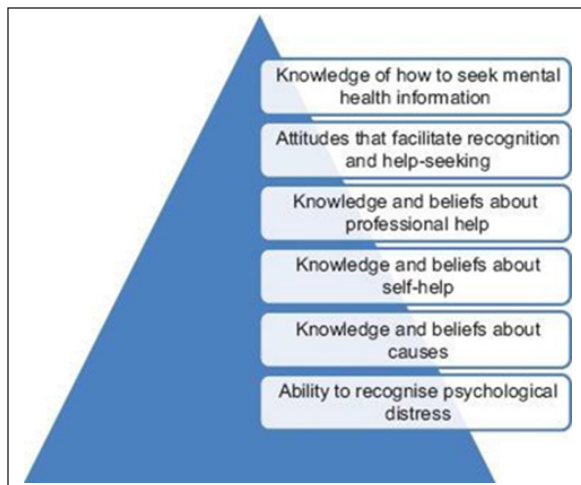 Knowledge of how to seek mental
health information
Attitudes that facilitate recognition
and help-seeking
Knowledge and beliefs about
professional help
Knowledge and beliefs about
self-help
Knowledge and beliefs about
causes
Ability to recognise psychological
distress